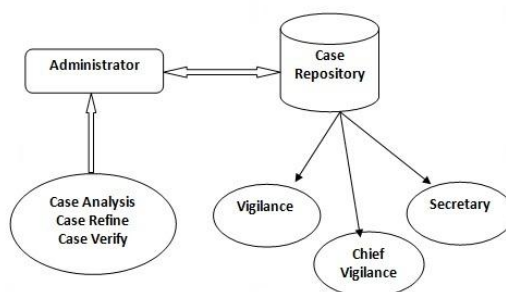 Administrator
Case
Repository
Case Analysis
Case Refine
Case Verify
Vigilance
Secretary
Chief
Vigilance